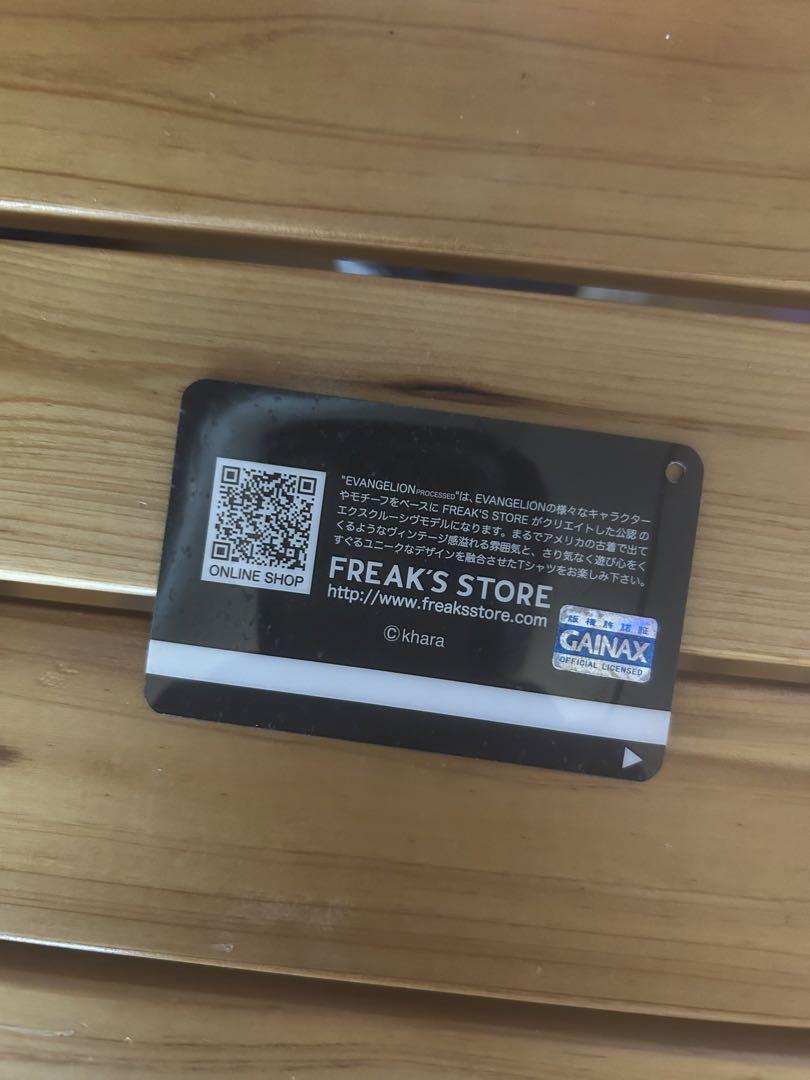 "EVANGELION PROCESSED"は、EVANGELIONの様々なキャラクター
やモチーフをベースに FREAK'S STORE がクリエイトした公認 の
エクスクルーシヴモデルになります。まるでアメリカの古着で出て
くるようなヴィンテージ感溢れる雰囲気と、さり気なく遊び心をく
すぐるユニークなデザインを融合させたTシャツをお楽しみ下さい。
ONLINE SHOP
FREAK'S STORE
http://www.freaksstore.com
©khara
版権許諾証
GAINAX
OFFICIAL LICENSED